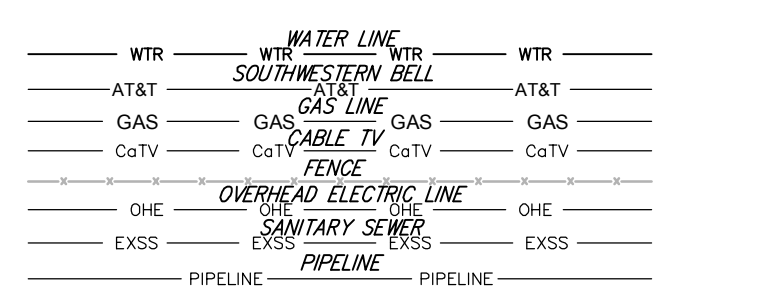 WATER LINE
WTR WTR WTR WTR
SOUTHWESTERN BELL
AT&T AT&T AT&T
GAS LINE
GAS GAS GAS GAS
CABLE TV
CaTV CaTV CaTV CaTV
FENCE
x x x x x x x x x x x x x
OVERHEAD ELECTRIC LINE
OHE OHE OHE OHE
SANITARY SEWER
EXSS EXSS EXSS EXSS
PIPELINE
PIPELINE PIPELINE